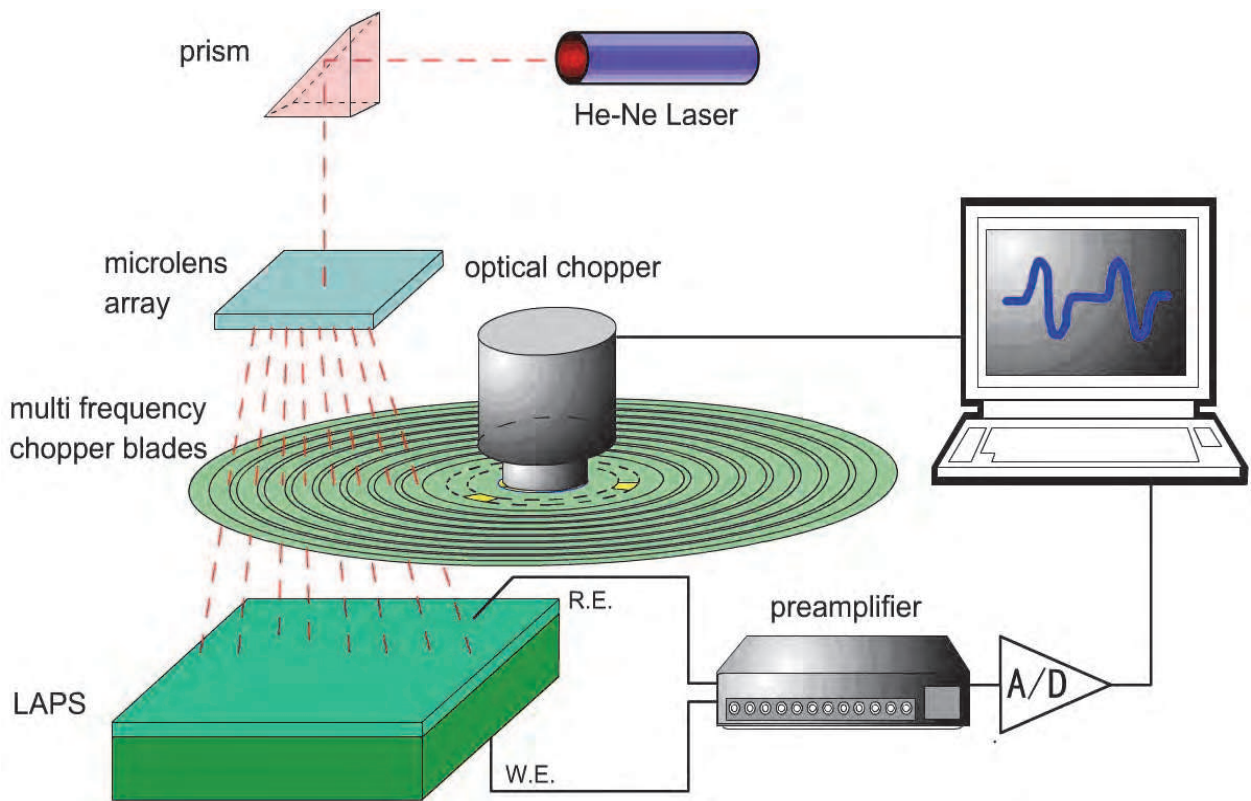 prism
He-Ne Laser
microlens
array
optical chopper
multi frequency
chopper blades
R.E.
preamplifier
A/D
LAPS
W.E.